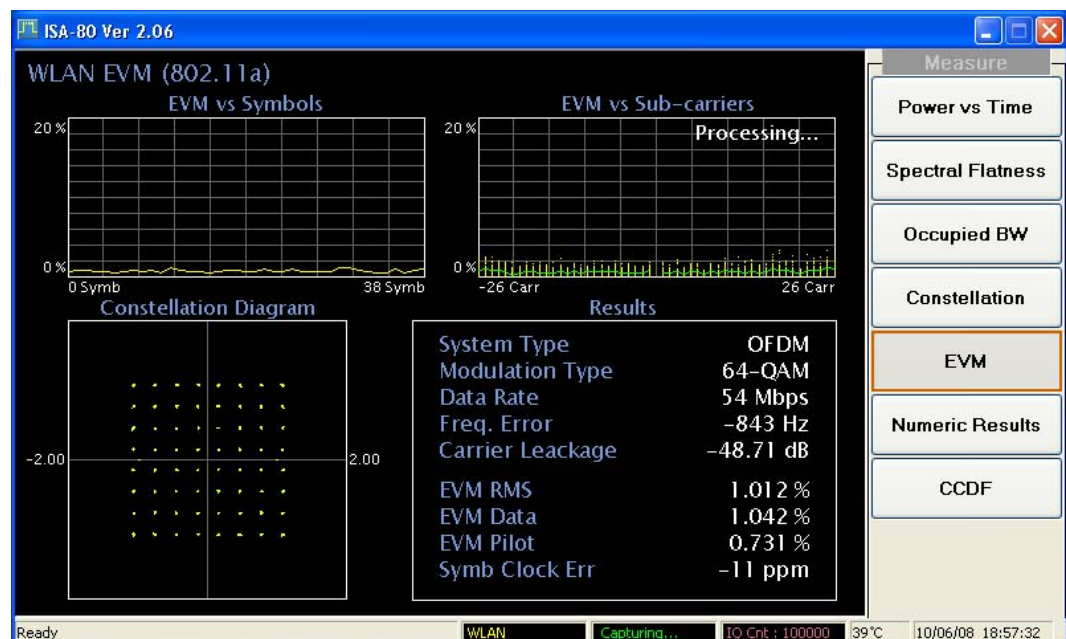 ISA-80 Ver 2.06
WLAN EVM (802.11a)
EVM vs Symbols
20 %
0 %
0 Symb
38 Symb
EVM vs Sub-carriers
20 %
Processing...
0 %
-26 Carr
26 Carr
Constellation Diagram
-2.00
2.00
Results
System Type OFDM
Modulation Type 64-QAM
Data Rate 54 Mbps
Freq. Error -843 Hz
Carrier Leackage -48.71 dB
EVM RMS 1.012 %
EVM Data 1.042 %
EVM Pilot 0.731 %
Symb Clock Err -11 ppm
Measure
Power vs Time
Spectral Flatness
Occupied BW
Constellation
EVM
Numeric Results
CCDF
Ready
WLAN
Capturing...
IQ Cnt : 100000
39°C
10/06/08 18:57:32